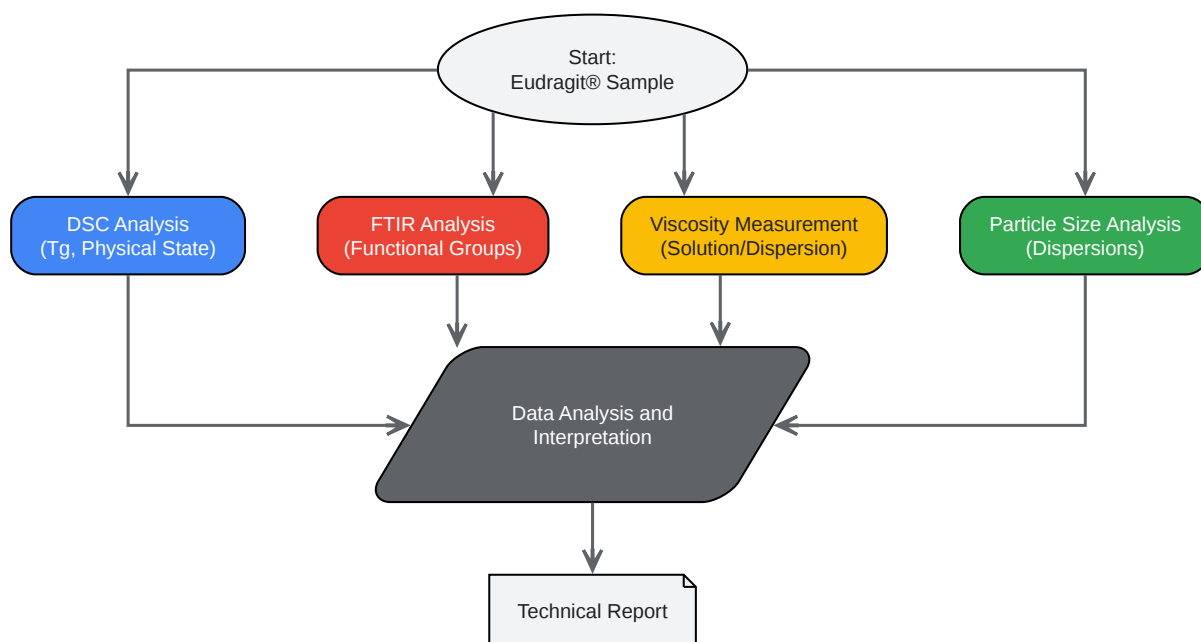 Start:
Eudragit® Sample
DSC Analysis
(Tg, Physical State)
FTIR Analysis
(Functional Groups)
Viscosity Measurement
(Solution/Dispersion)
Particle Size Analysis
(Dispersions)
Data Analysis and
Interpretation
Technical Report